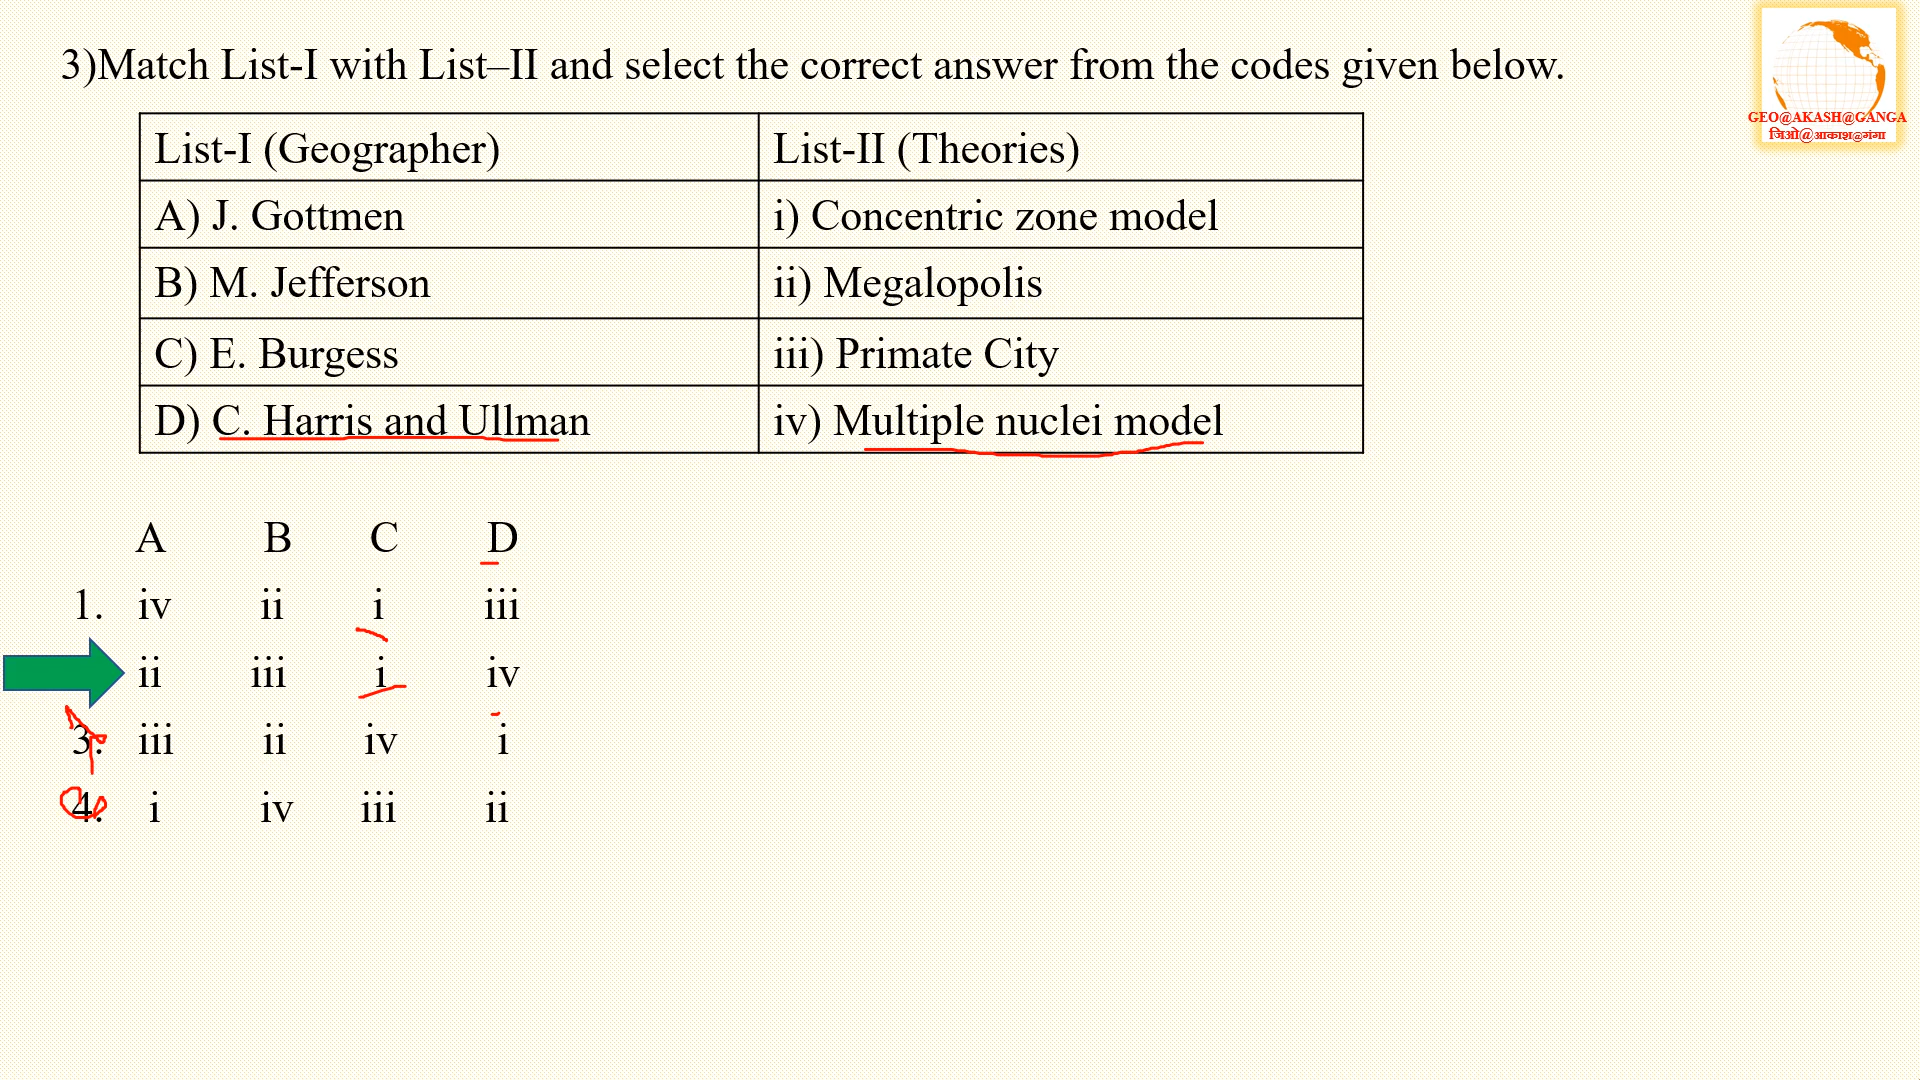 3)Match List-I with List–II and select the correct answer from the codes given below.
GEO@AKASH@GANGA
जिओ@आकाश@गंगा
List-I (Geographer) List-II (Theories)
A) J. Gottmen i) Concentric zone model
B) M. Jefferson ii) Megalopolis
C) E. Burgess iii) Primate City
D) C. Harris and Ullman iv) Multiple nuclei model
A B C D
1. iv ii i iii
ii iii i iv
3. iii ii iv i
4. i iv iii ii